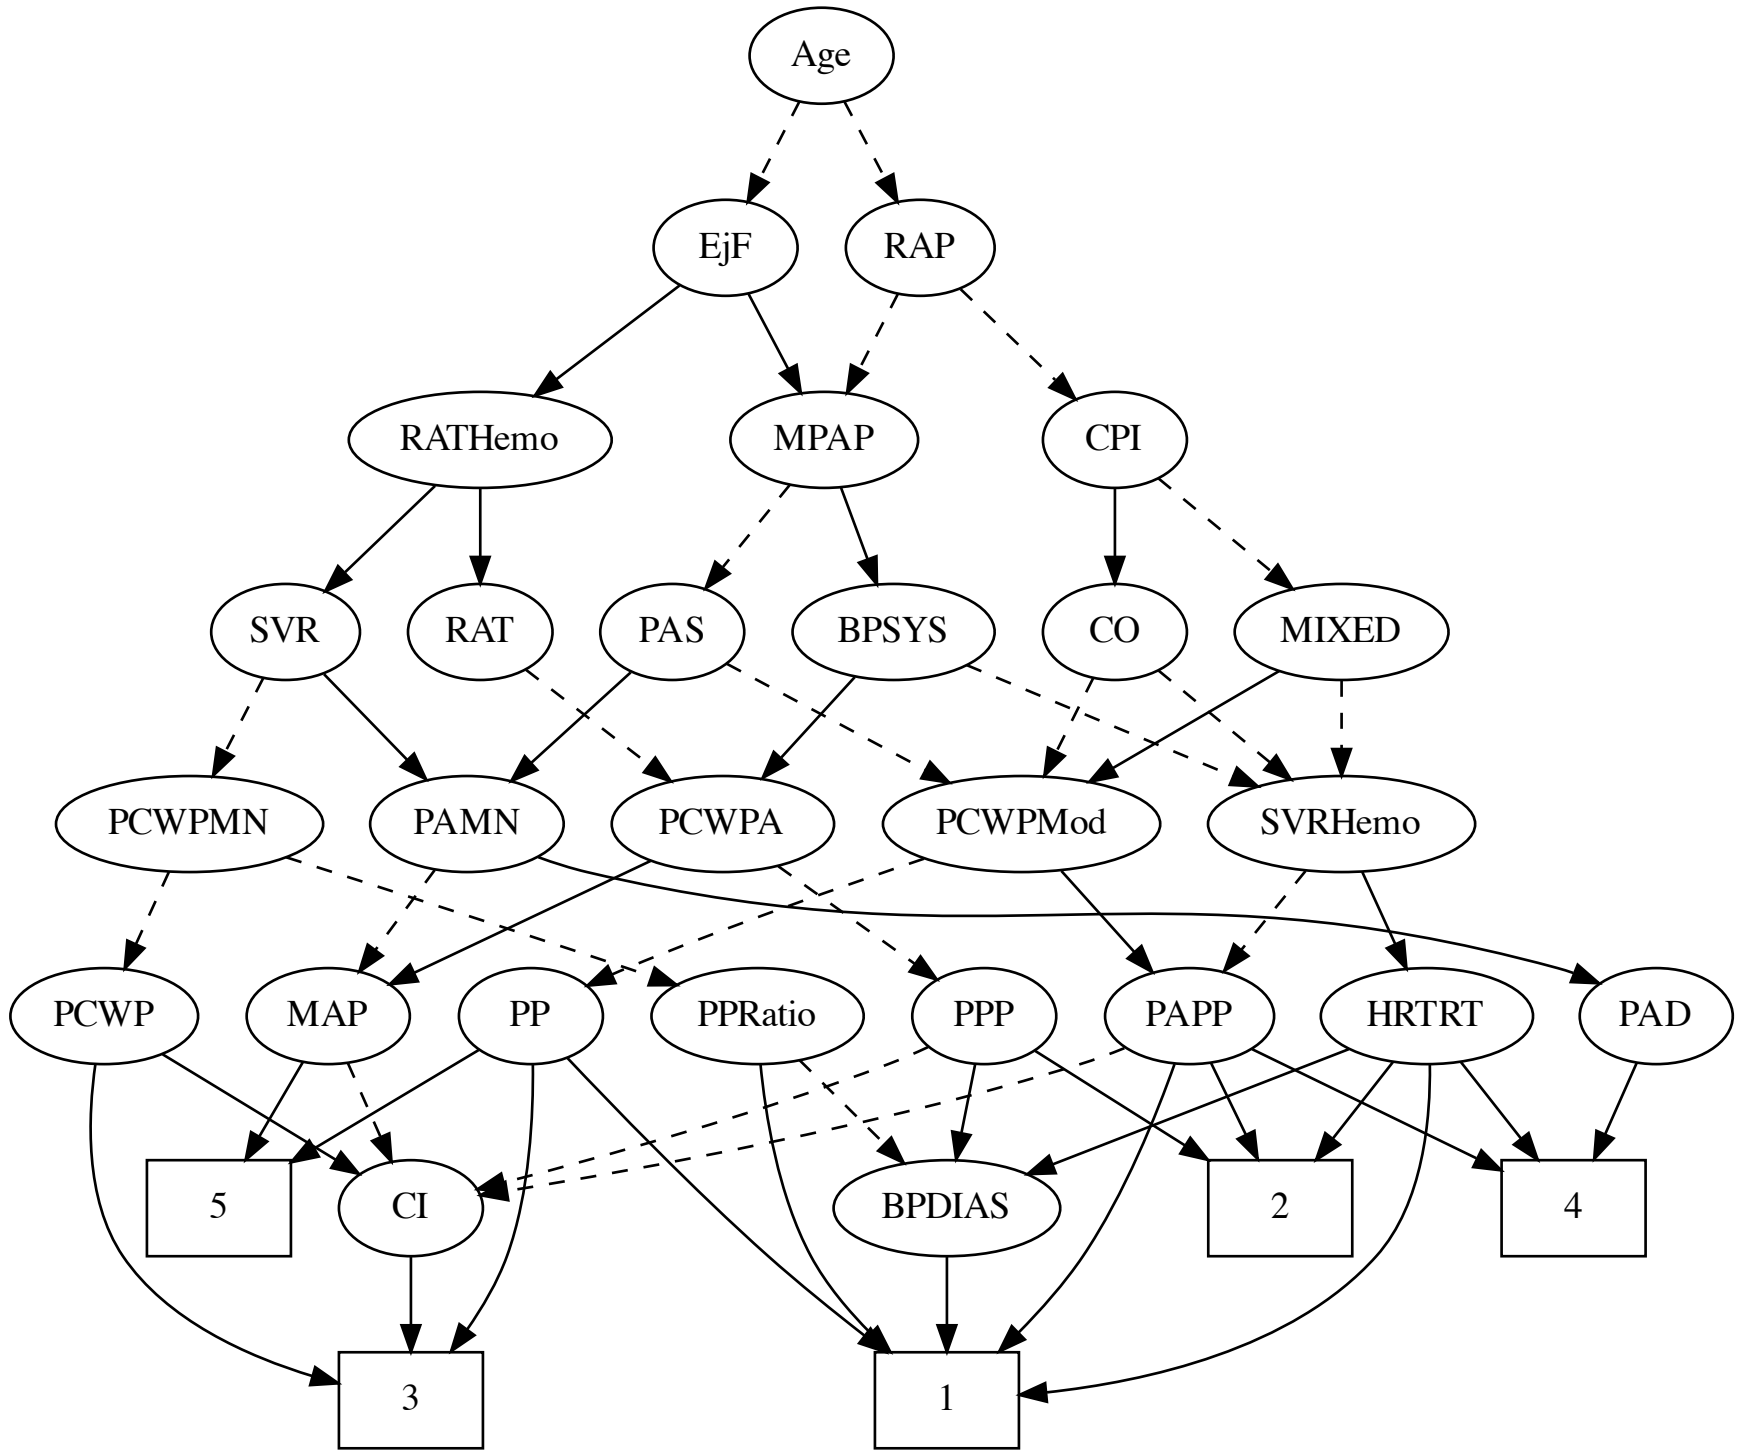 Age
EjF
RAP
RATHemo
MPAP
CPI
SVR
RAT
PAS
BPSYS
CO
MIXED
PCWPMN
PAMN
PCWPA
PCWPMod
SVRHemo
PCWP
MAP
PP
PPRatio
PPP
PAPP
HRTRT
PAD
5
CI
BPDIAS
2
4
3
1